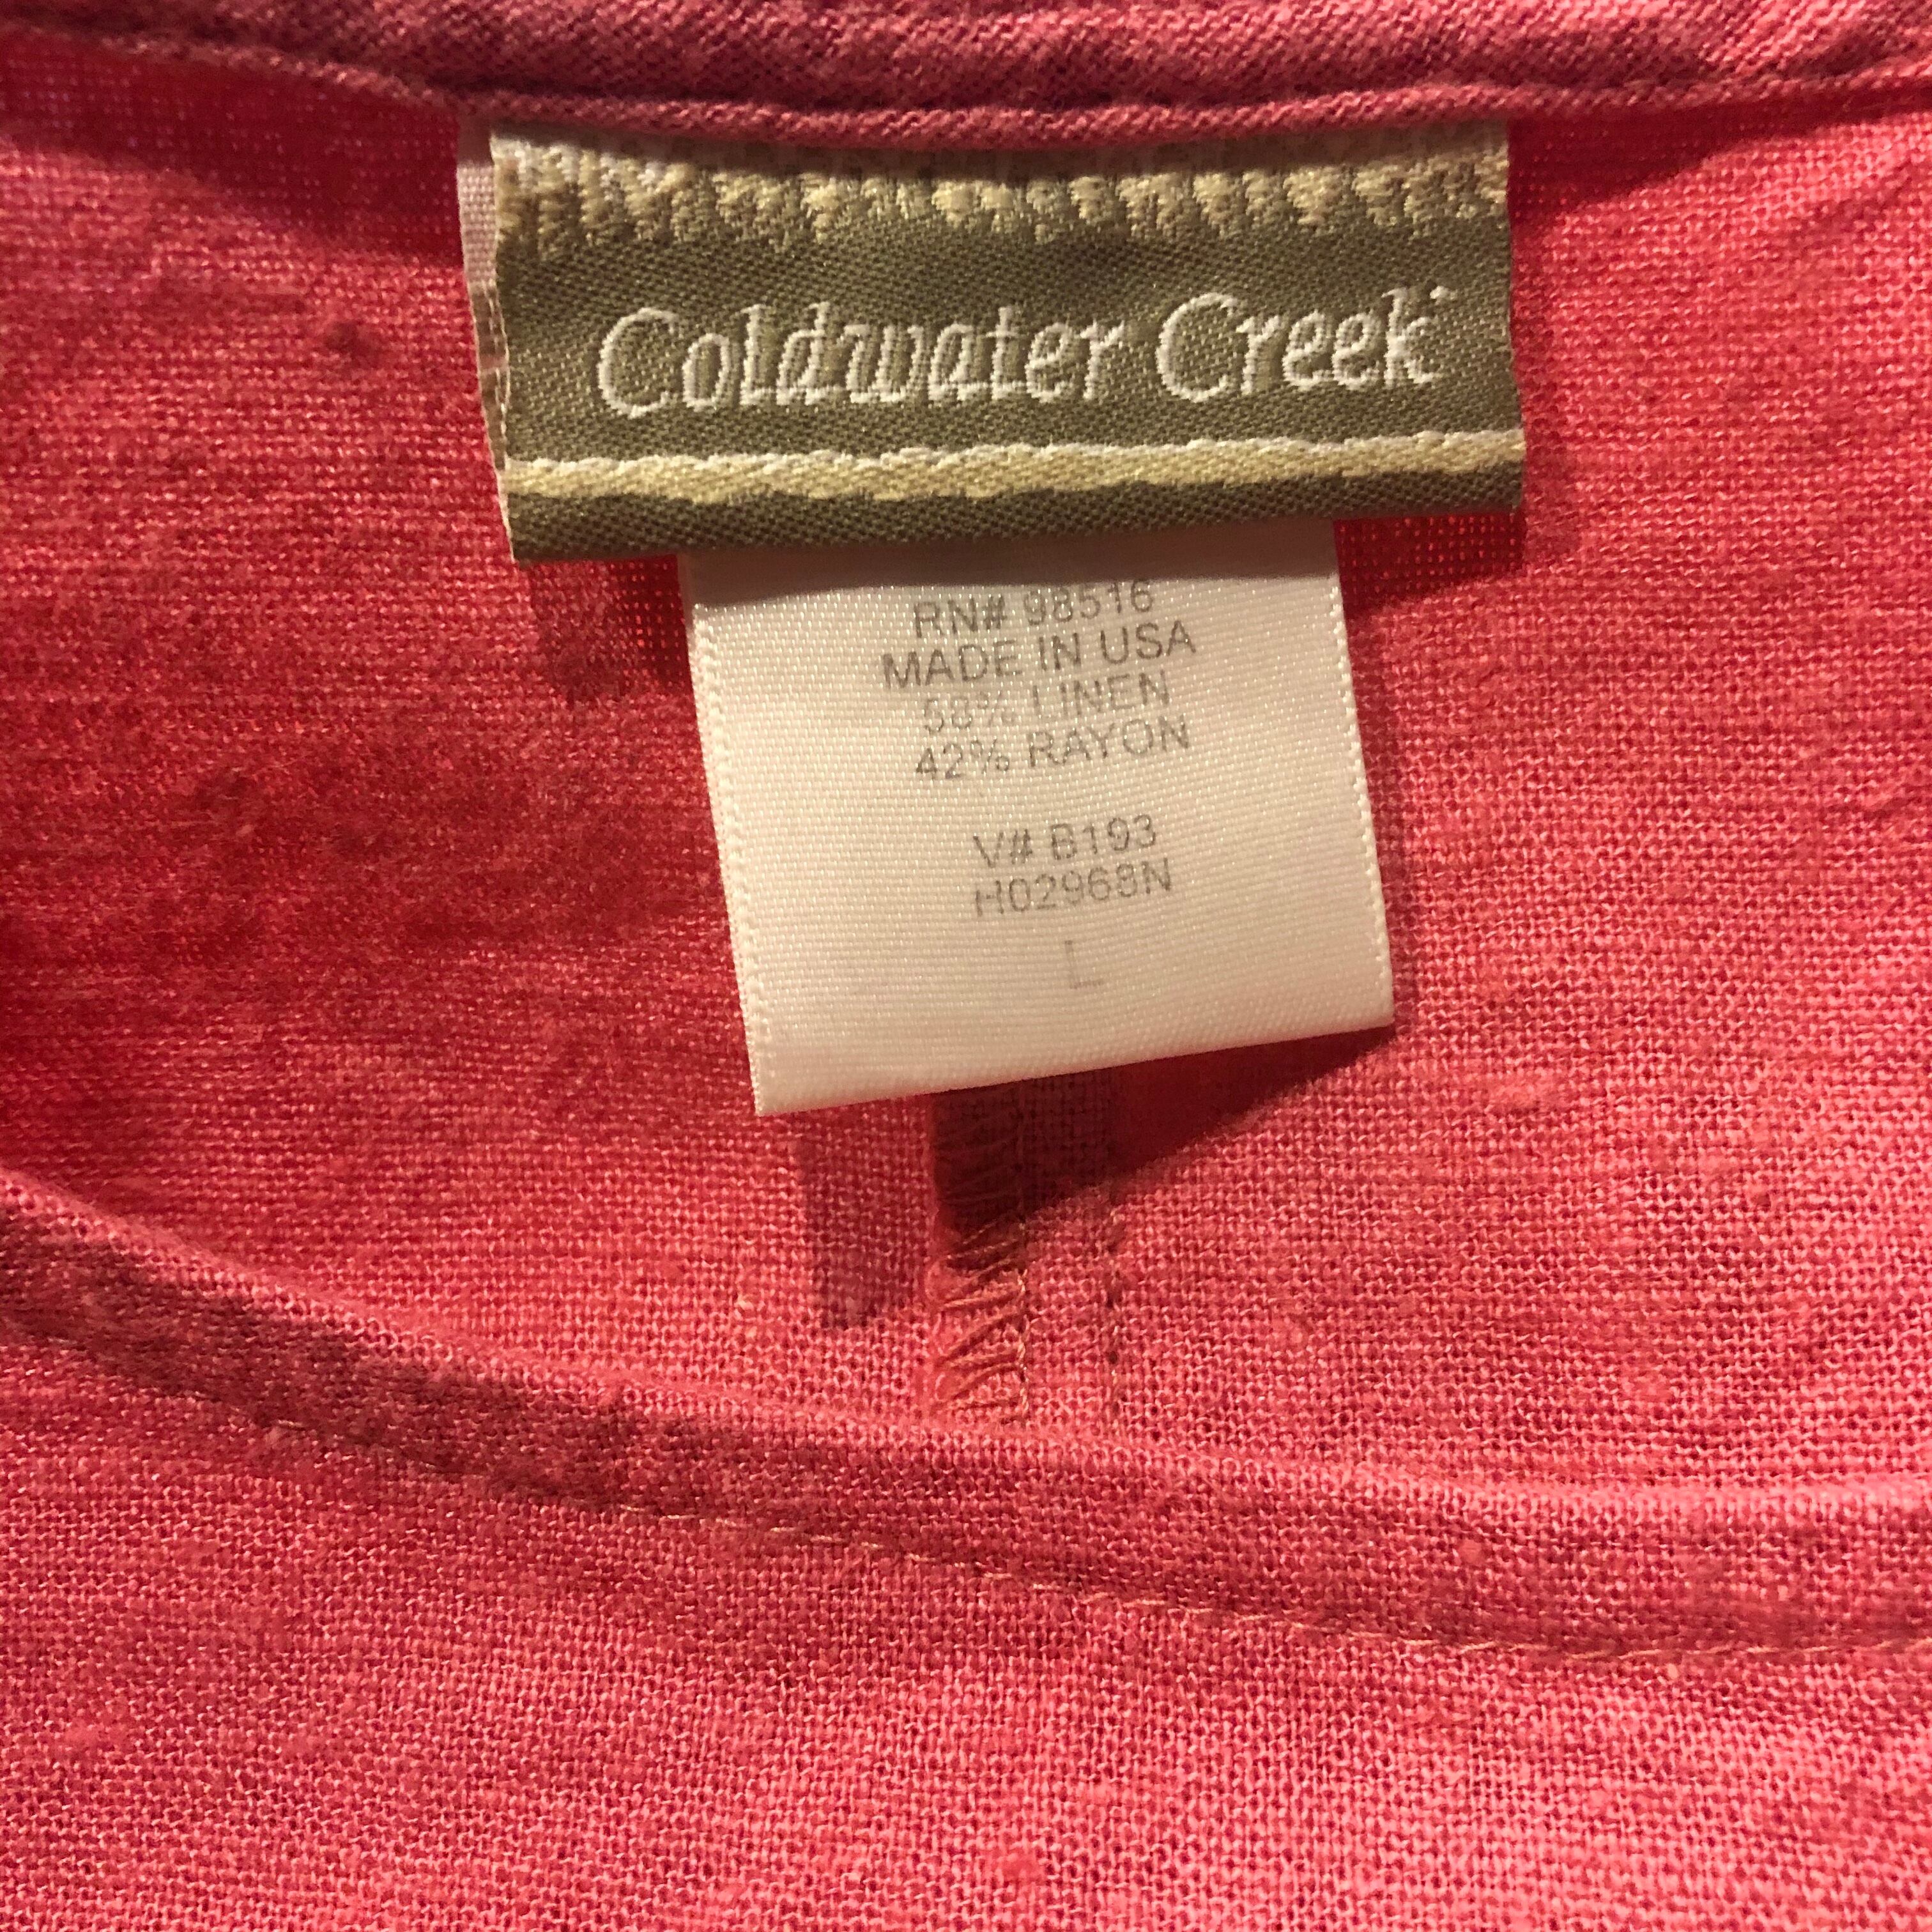 Coldwater Creek
RN# 98516
MADE IN USA
58% LINEN
42% RAYON
V# B193
H02968N
L